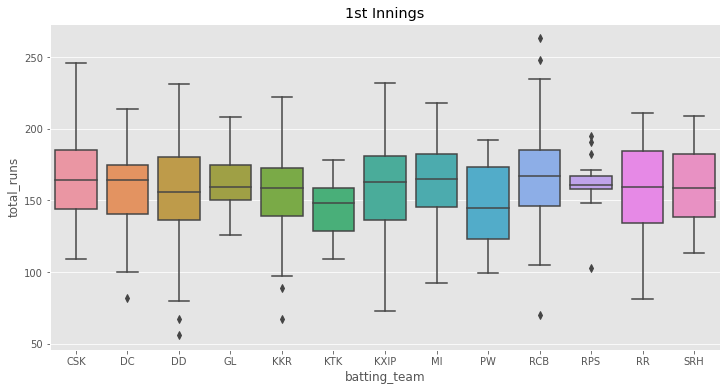 1st Innings
total_runs
250
200
150
100
50
CSK DC DD GL KKR KTK KXIP MI PW RCB RPS RR SRH
batting_team